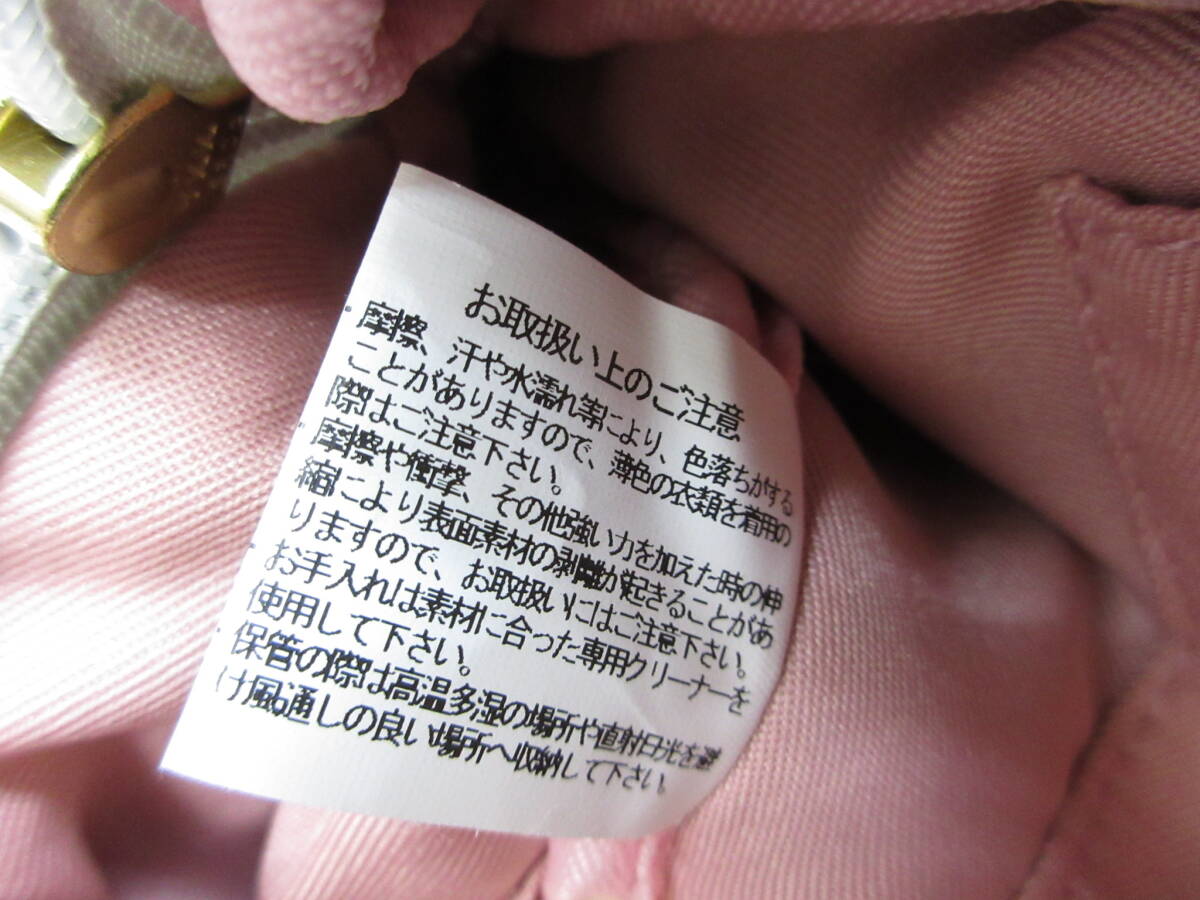 お取扱い上のご注意
・摩擦、汗や水濡れ等により、色落ちがする
ことがありますので、薄色の衣類を着用の
際はご注意下さい。
・摩擦や衝撃、その他強い力を加えた時の伸
縮により表面素材の剥離が起きることがあ
りますので、お取扱いにはご注意下さい。
・お手入れは素材に合った専用クリーナーを
使用して下さい。
・保管の際は高温多湿の場所や直射日光を避
け風通しの良い場所へ収納して下さい。